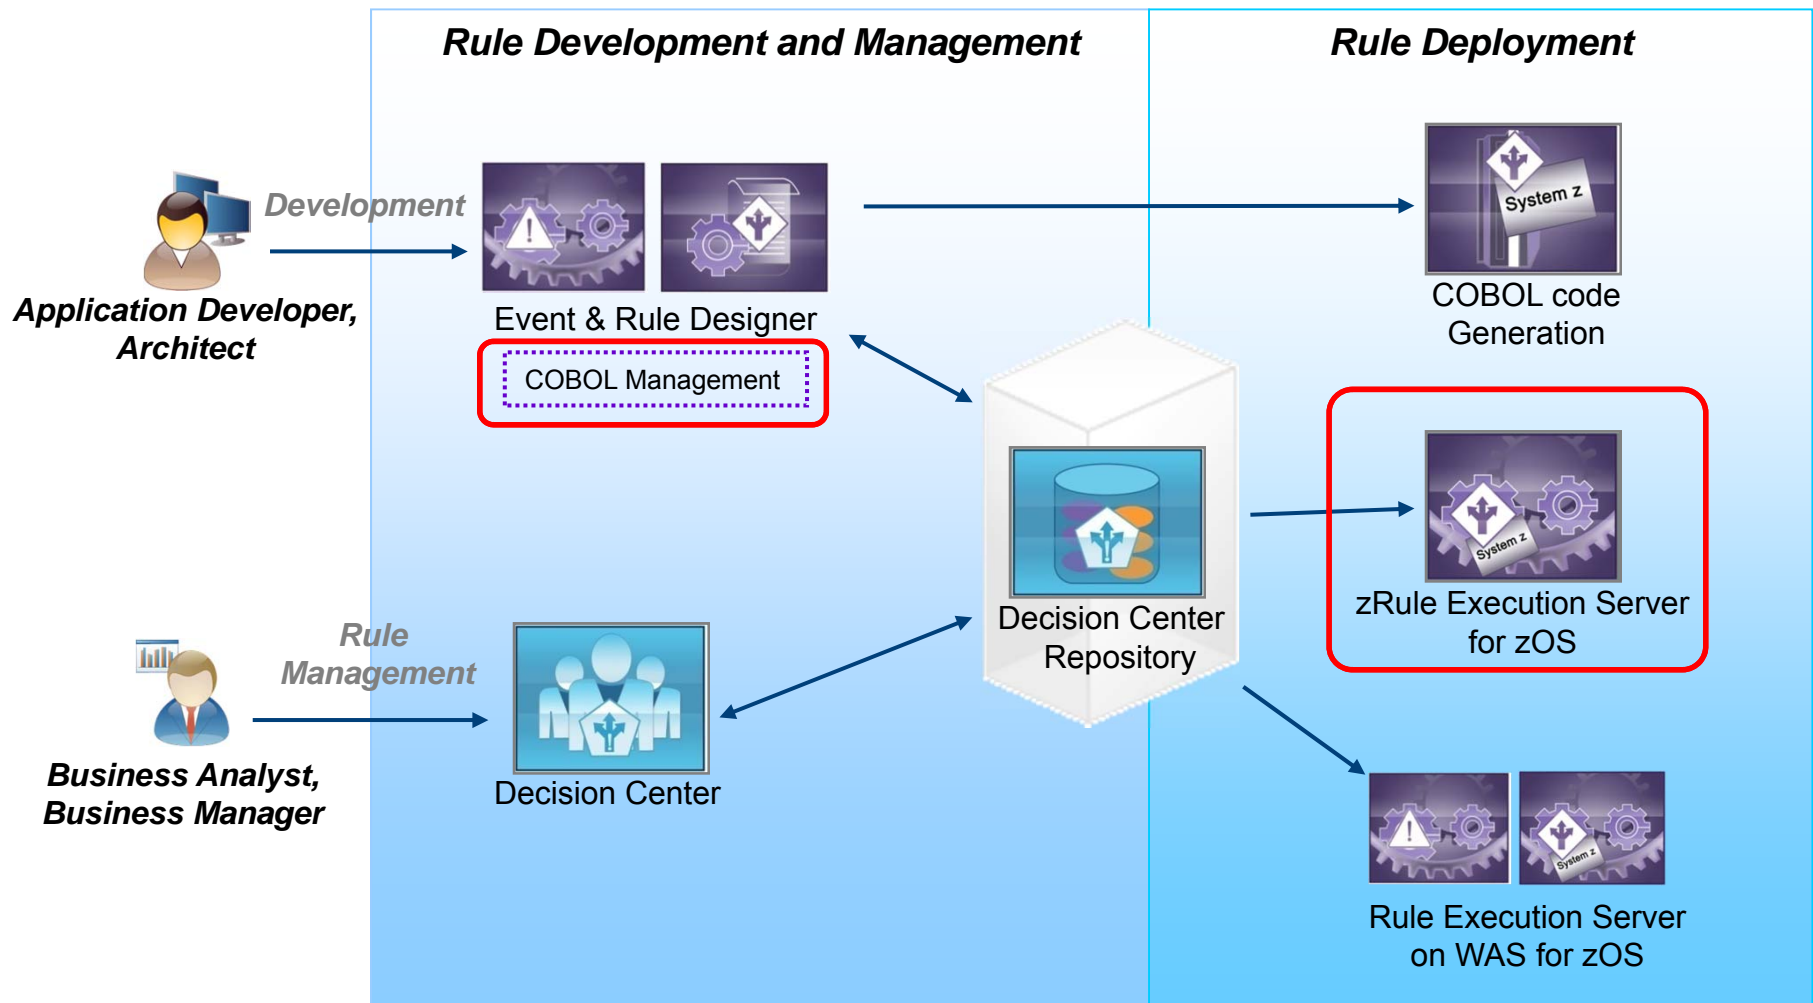 Rule Development and Management
Rule Deployment
Development
System z
Application Developer,
Architect
Event & Rule Designer
COBOL Management
COBOL code
Generation
System z
zRule Execution Server
for zOS
Decision Center
Repository
Rule
Management
Decision Center
Business Analyst,
Business Manager
System z
Rule Execution Server
on WAS for zOS